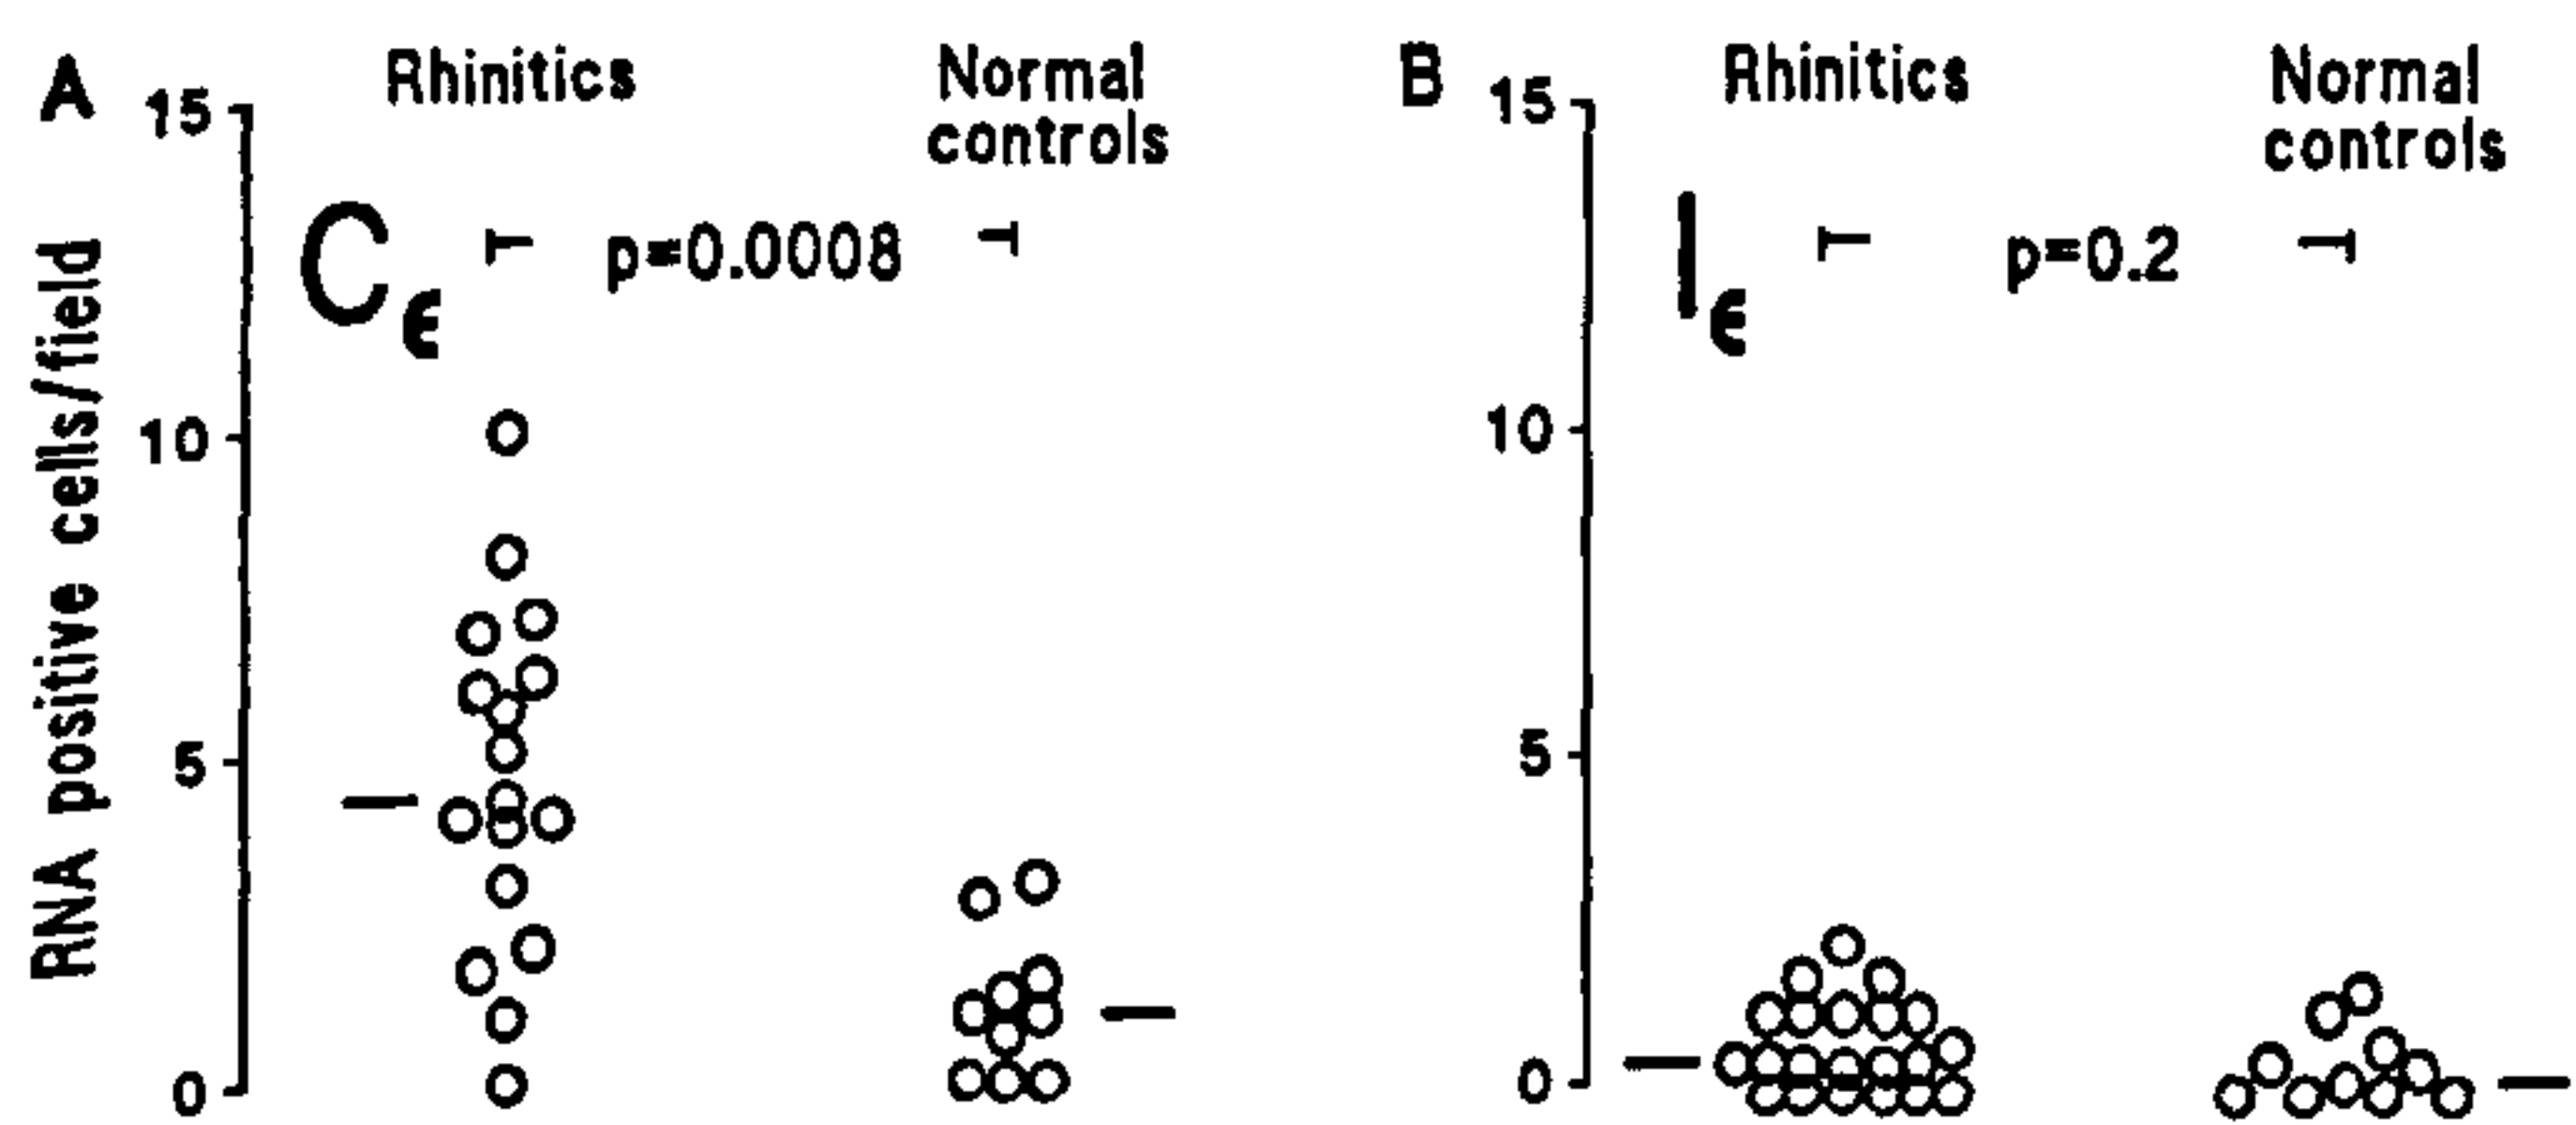 A
Rhinitics
Normal
controls
15
10
5
0
RNA positive cells/field
Cϵ
p=0.0008
B
Rhinitics
Normal
controls
15
10
5
0
Iϵ
p=0.2